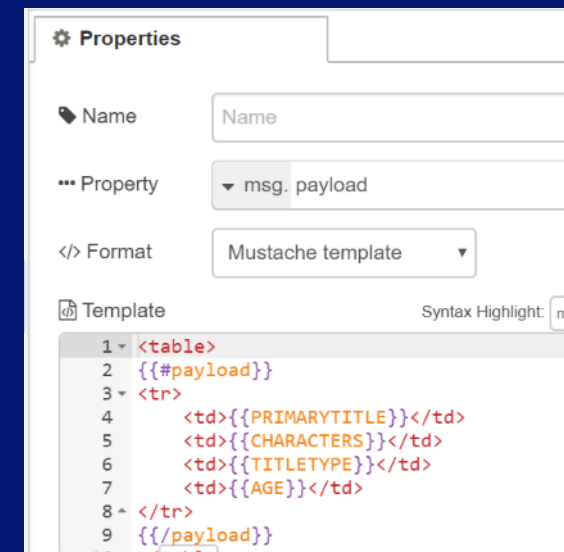 Properties
Name Name
Property msg. payload
Format Mustache template
Template Syntax Highlight:
1 <table>
2 {{#payload}}
3 <tr>
4 <td>{{PRIMARYTITLE}}</td>
5 <td>{{CHARACTERS}}</td>
6 <td>{{TITLETYPE}}</td>
7 <td>{{AGE}}</td>
8 </tr>
9 {{/payload}}